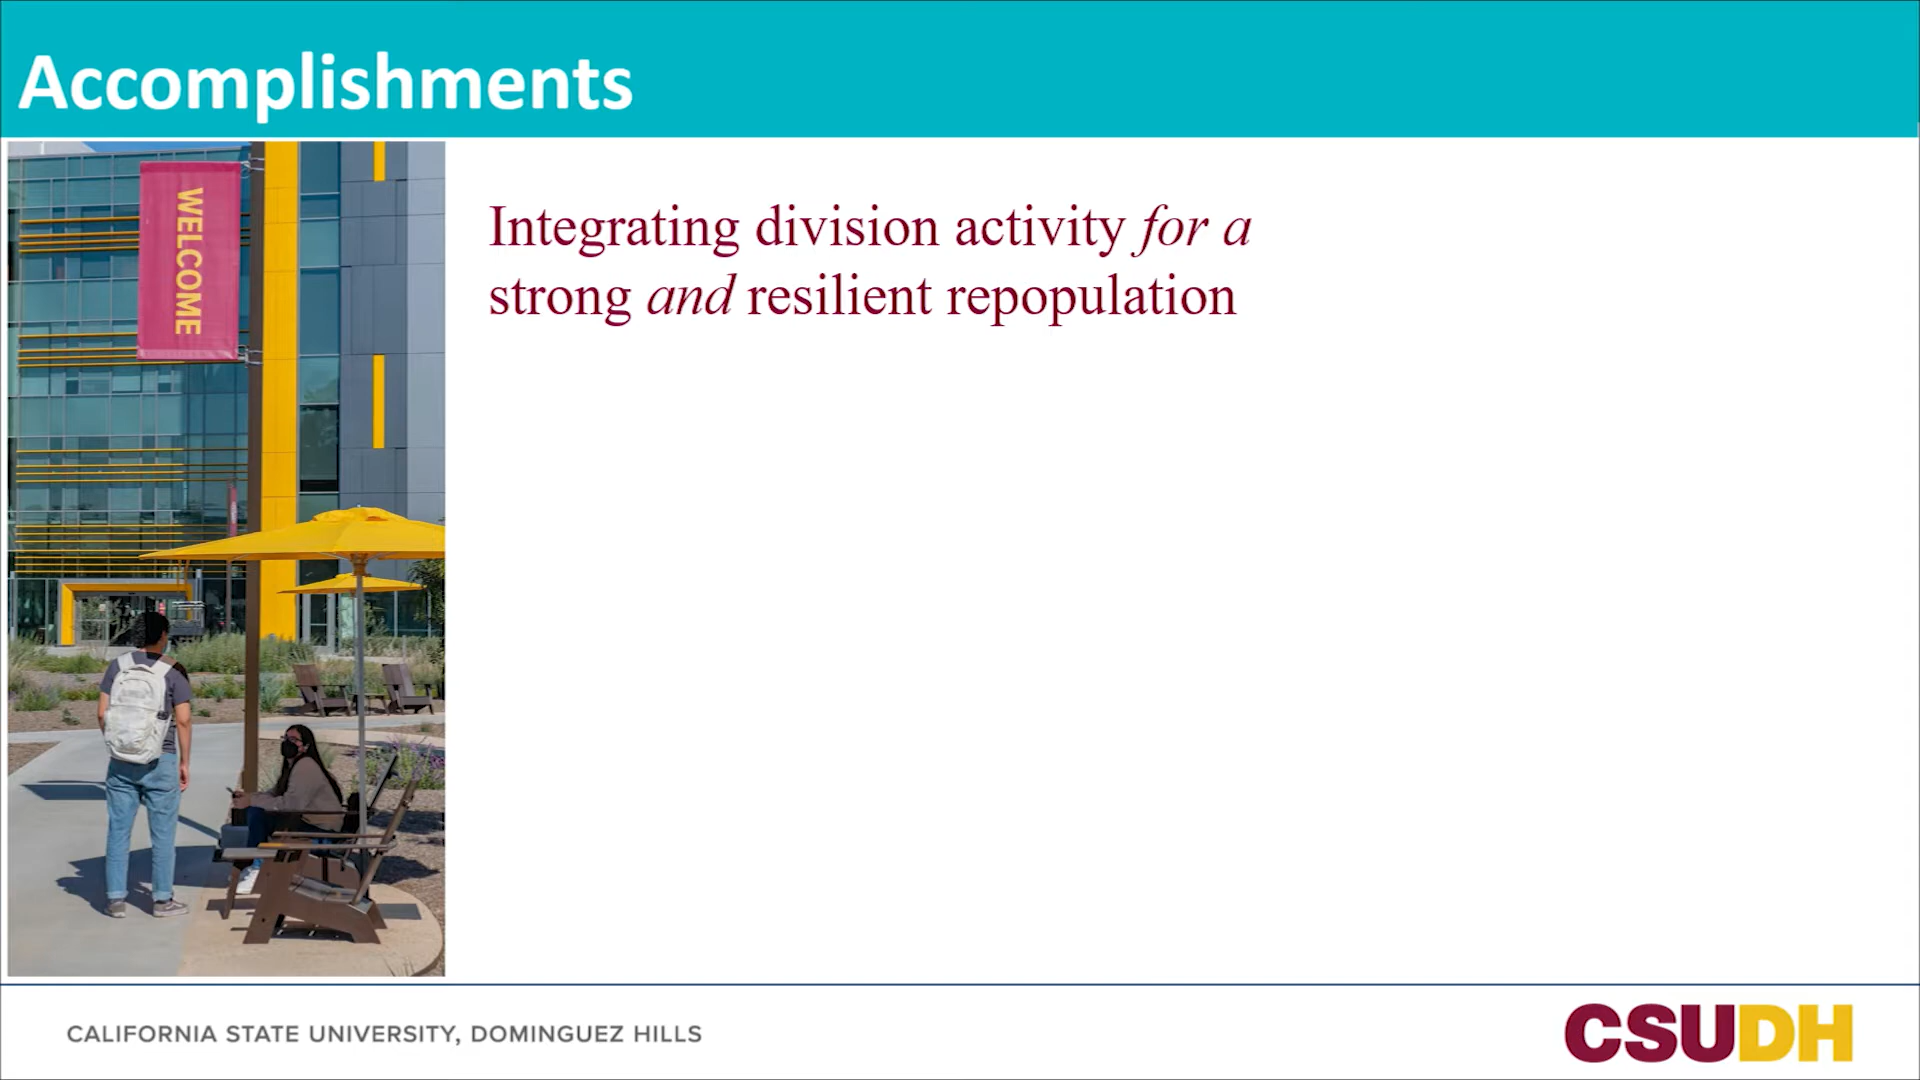 Accomplishments
WELCOME
Integrating division activity for a
strong and resilient repopulation
CALIFORNIA STATE UNIVERSITY, DOMINGUEZ HILLS
CSUDH